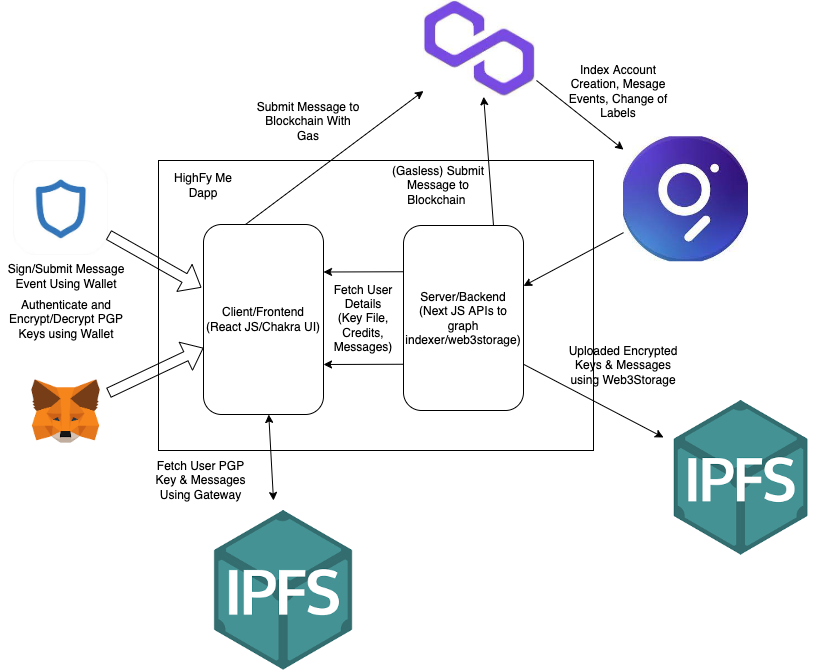 Index Account
Creation, Mesage
Events, Change of
Labels
Submit Message to
Blockchain With
Gas
HighFy Me
Dapp
(Gasless) Submit
Message to
Blockchain
Sign/Submit Message
Event Using Wallet
Authenticate and
Encrypt/Decrypt PGP
Keys using Wallet
Client/Frontend
(React JS/Chakra UI)
Fetch User
Details
(Key File,
Credits,
Messages)
Server/Backend
(Next JS APIs to
graph
indexer/web3storage)
Uploaded Encrypted
Keys & Messages
using Web3Storage
Fetch User PGP
Key & Messages
Using Gateway
IPFS
IPFS